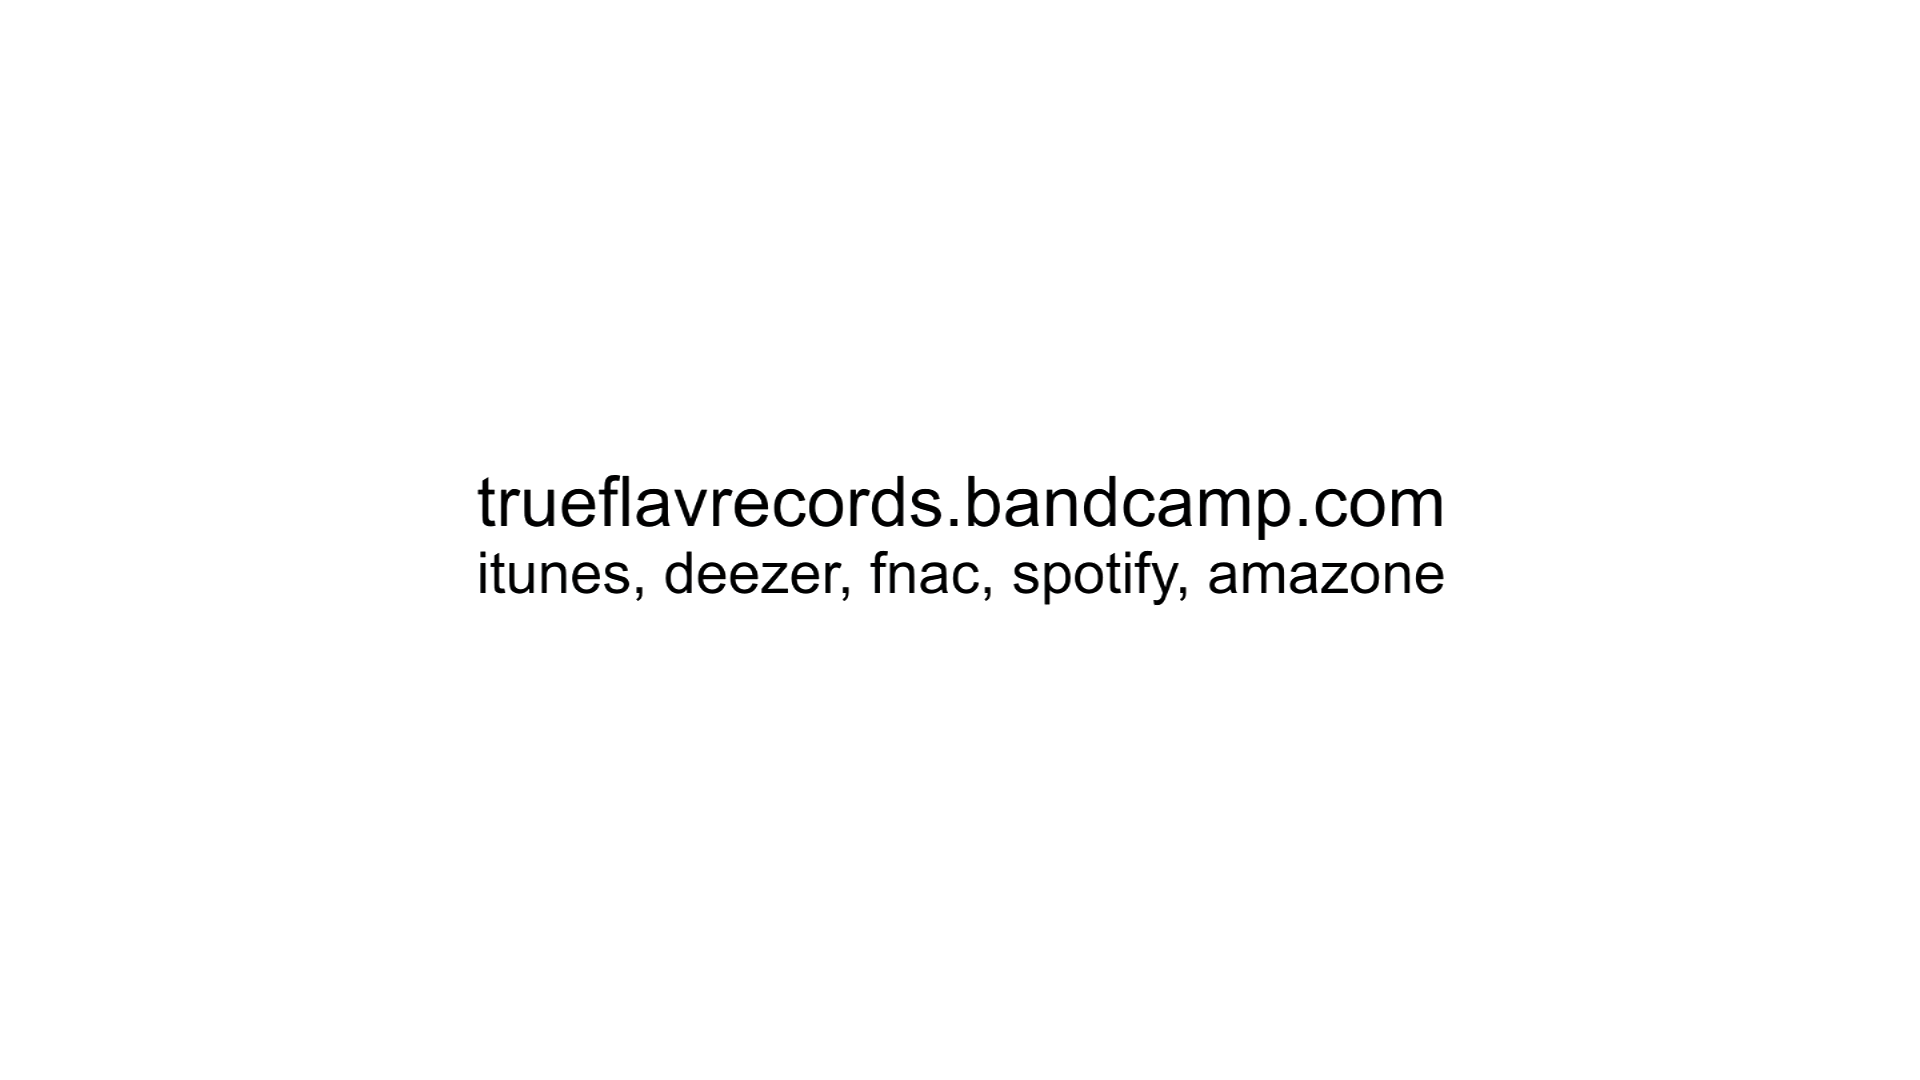 trueflavrecords.bandcamp.com
itunes, deezer, fnac, spotify, amazone